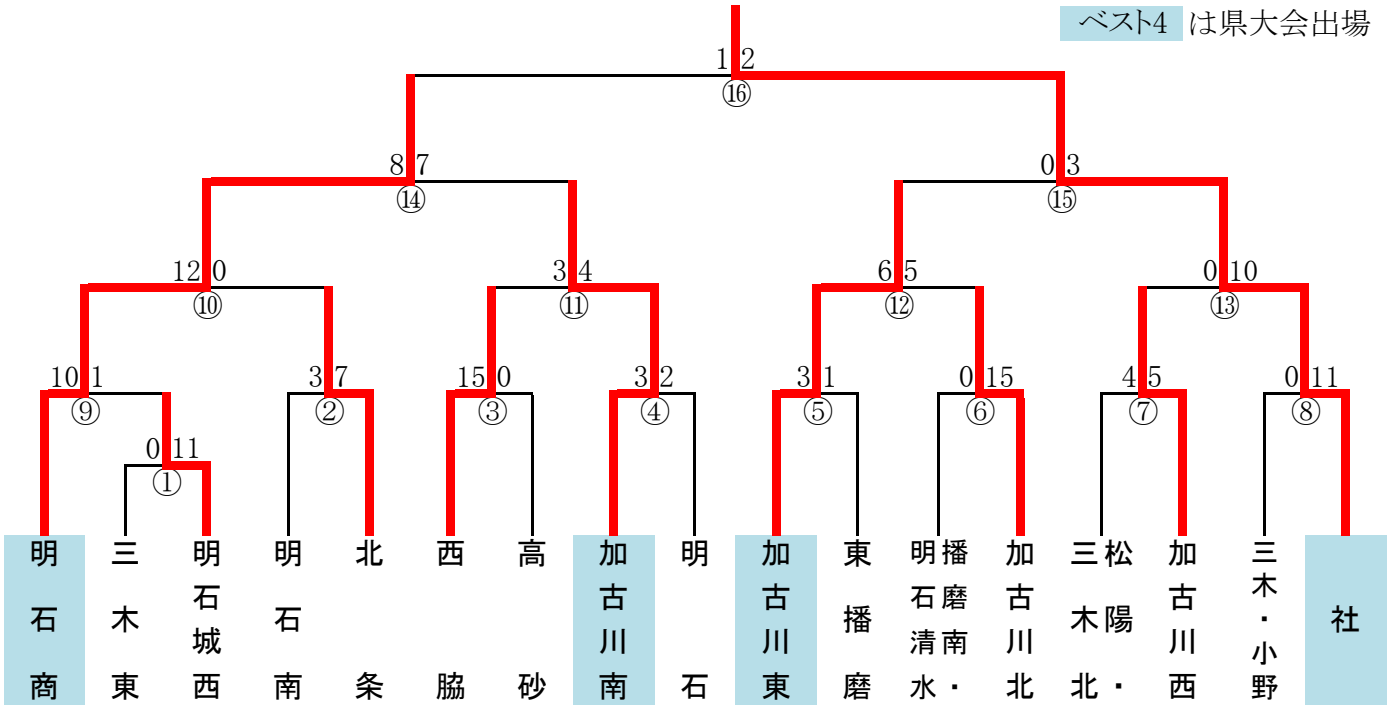 ベスト4 は県大会出場
1 2
⑯
8 7
⑭
0 3
⑮
12 0
⑩
3 4
⑪
6 5
⑫
0 10
⑬
10 1
⑨
3 7
②
15 0
③
3 2
④
3 1
⑤
0 15
⑥
4 5
⑦
0 11
⑧
0 11
①
明石商
三木東
明石城西
明石南
北条
西脇
高砂
加古川南
明石
加古川東
東播磨
播磨南・
明石清水
加古川北
松陽・
三木北
加古川西
三木・小野
社